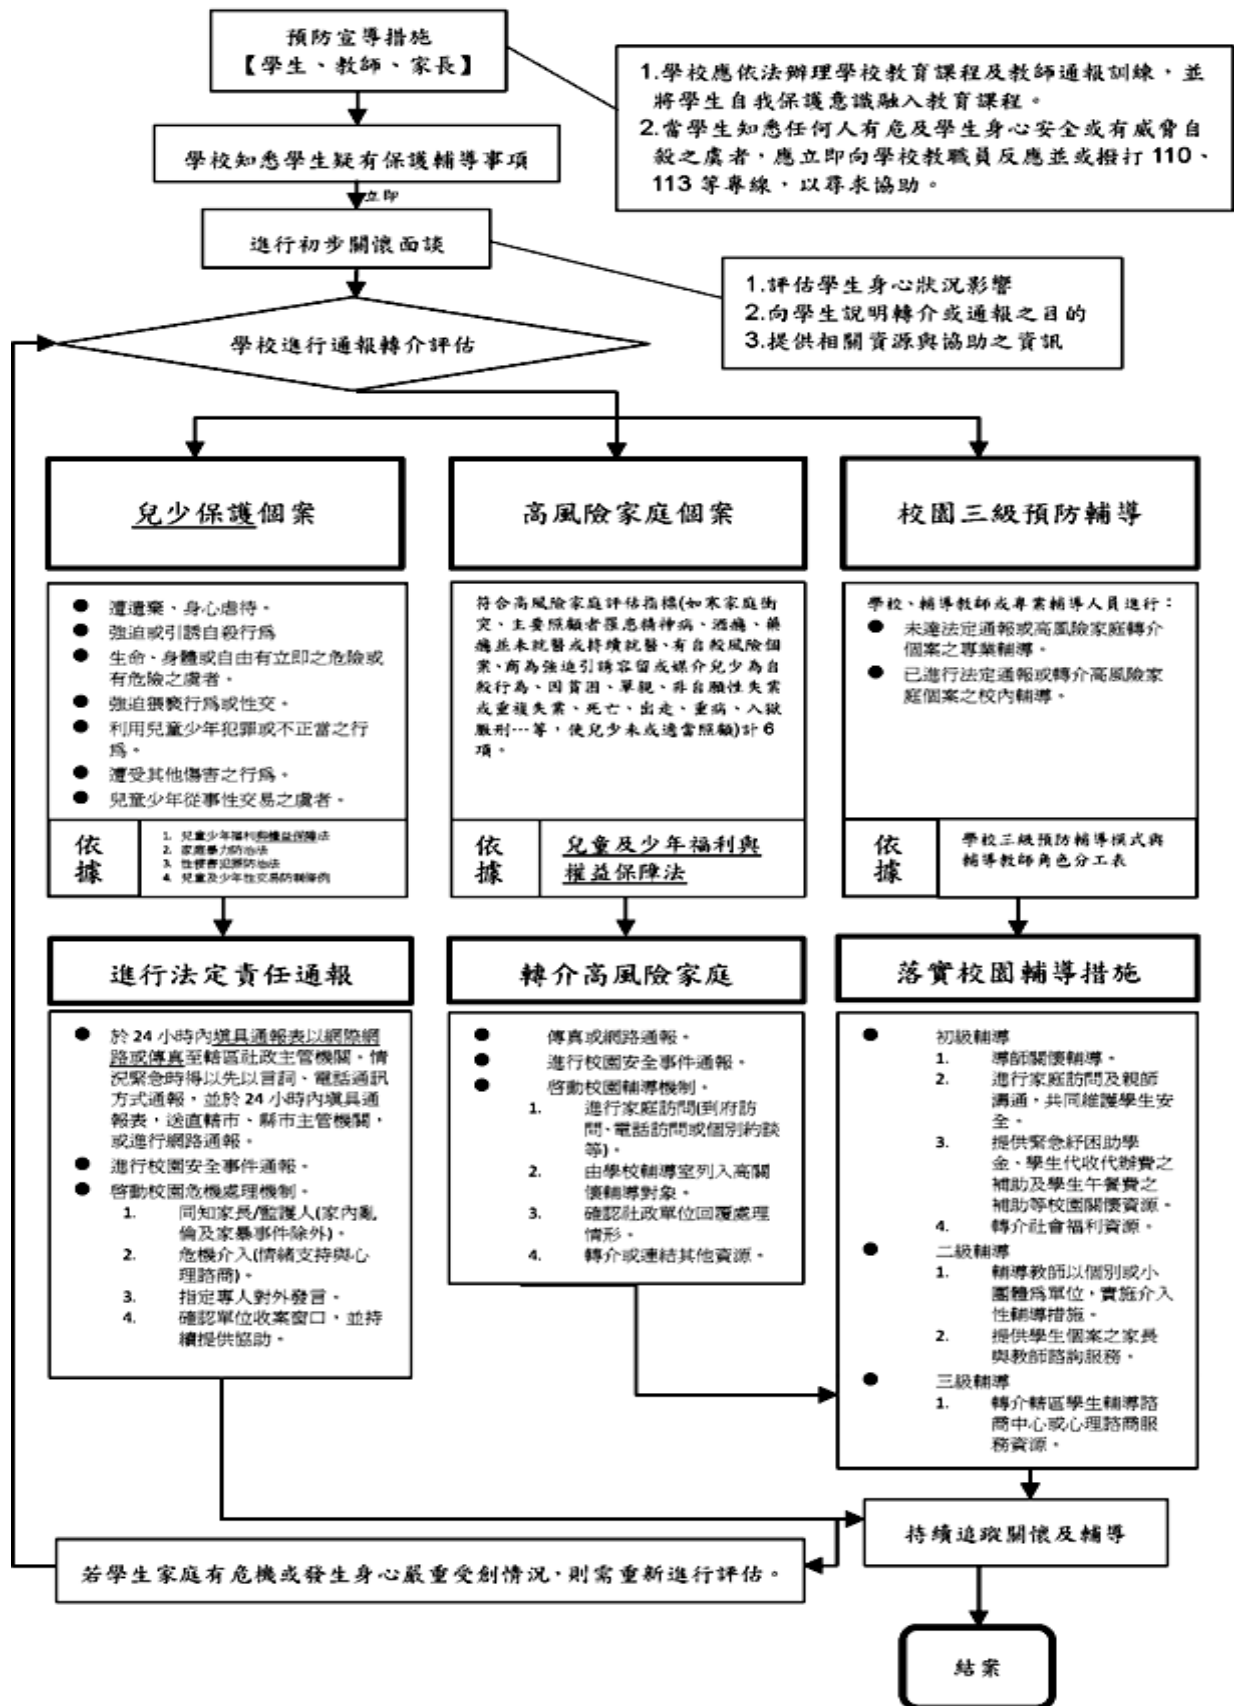 預防宣導措施
【學生、教師、家長】
1.學校應依法辦理學校教育課程及教師通報訓練，並
將學生自我保護意識融入教育課程。
2.當學生知悉任何人有危及學生身心安全或有威脅自
殺之虞者，應立即向學校教職員反應並或撥打 110、
113 等專線，以尋求協助。
學校知悉學生疑有保護輔導事項
立即
進行初步關懷面談
1.評估學生身心狀況影響
2.向學生說明轉介或通報之目的
3.提供相關資源與協助之資訊
學校進行通報轉介評估
兒少保護個案
● 遭遺棄、身心虐待。
● 強迫或引誘自殺行為
● 生命、身體或自由有立即之危險或
有危險之虞者。
● 強迫猥褻行為或性交。
● 利用兒童少年犯罪或不正當之行
為。
● 遭受其他傷害之行為。
● 兒童少年從事性交易之虞者。
依
據
1. 兒童少年福利與權益保障法
2. 家庭暴力防治法
3. 性侵害犯罪防治法
4. 兒童及少年性交易防制條例
高風險家庭個案
符合高風險家庭評估指標(如家庭衝
突、主要照顧者罹患精神病、酒癮、藥
癮並未就醫或持續就醫、有自殺風險個
案、商為強迫引誘容留或媒介兒少為自
殺行為、因貧困、單親、非自願性失業
或重複失業、死亡、出走、重病、入獄
服刑…等，使兒少未或適當照顧)計 6
項。
依
據
兒童及少年福利與
權益保障法
校園三級預防輔導
學校、輔導教師或專業輔導人員進行：
● 未達法定通報或高風險家庭轉介
個案之專業輔導。
● 已進行法定通報或轉介高風險家
庭個案之校內輔導。
依
據
學校三級預防輔導模式與
輔導教師角色分工表
進行法定責任通報
● 於 24 小時內填具通報表以網際網
路或傳真至轄區社政主管機關。情
況緊急時得以先以言詞、電話通訊
方式通報，並於 24 小時內填具通
報表，送直轄市、縣市主管機關，
或進行網路通報。
● 進行校園安全事件通報。
● 啓動校園危機處理機制。
1. 同知家長/監護人(家內亂
倫及家暴事件除外)。
2. 危機介入(情緒支持與心
理諮商)。
3. 指定專人對外發言。
4. 確認單位收案窗口，並持
續提供協助。
轉介高風險家庭
● 傳真或網路通報。
● 進行校園安全事件通報。
● 啓動校園輔導機制。
1. 進行家庭訪問(到府訪
問、電話訪問或個別約談
等)。
2. 由學校輔導室列入高關
懷輔導對象。
3. 確認社政單位回覆處理
情形。
4. 轉介或連結其他資源。
落實校園輔導措施
● 初級輔導
1. 導師關懷輔導。
2. 進行家庭訪問及親師
溝通，共同維護學生安
全。
3. 提供緊急紓困助學
金、學生代收代辦費之
補助及學生午餐費之
補助等校園關懷資源。
4. 轉介社會福利資源。
● 二級輔導
1. 輔導教師以個別或小
團體為單位，實施介入
性輔導措施。
2. 提供學生個案之家長
與教師諮詢服務。
● 三級輔導
1. 轉介轄區學生輔導諮
商中心或心理諮商服
務資源。
持續追蹤關懷及輔導
若學生家庭有危機或發生身心嚴重受創情況，則需重新進行評估。
結案